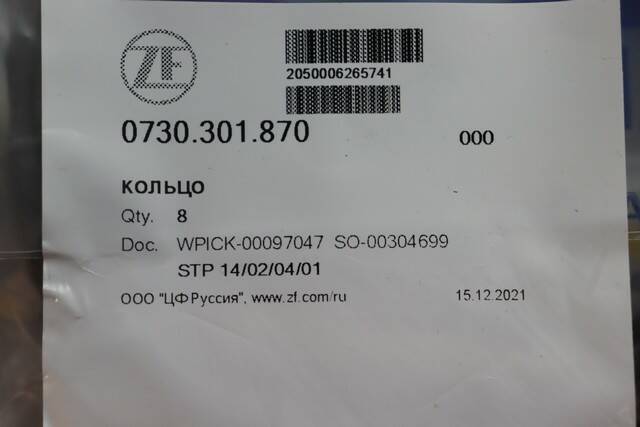 ZF
2050006265741
0730.301.870 000
КОЛЬЦО
Qty. 8
Doc. WPICK-00097047 SO-00304699
STP 14/02/04/01
ООО "ЦФ Руссия", www.zf.com/ru 15.12.2021